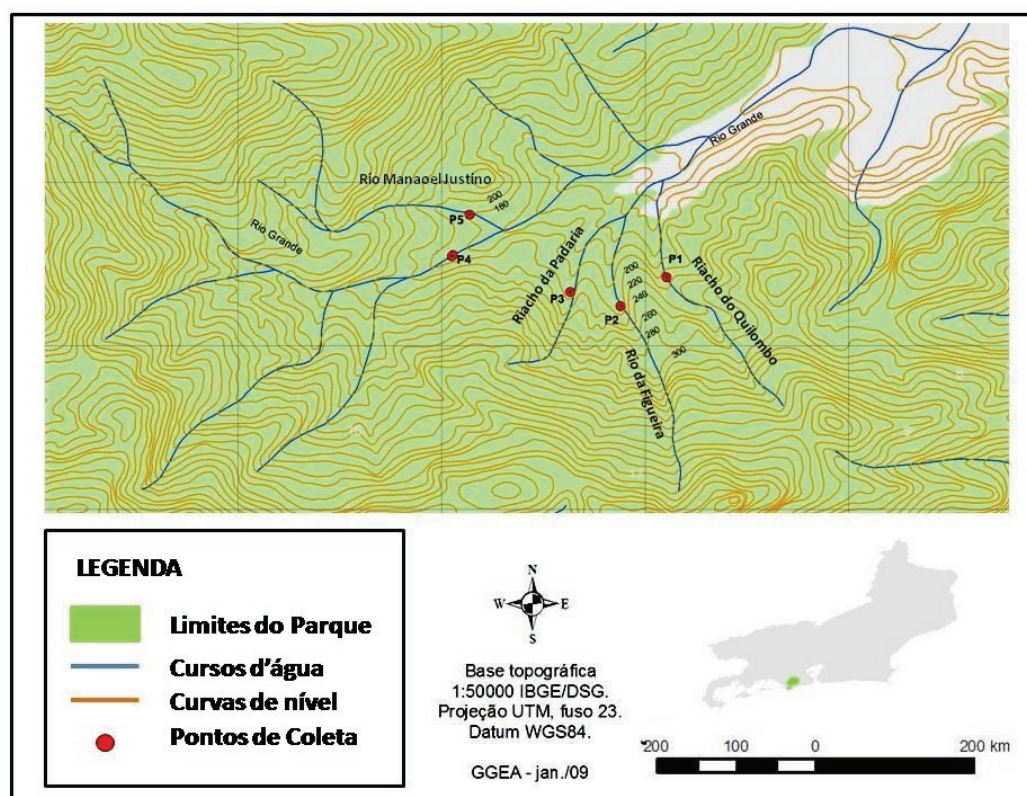 Rio Grande
Rio Manaoel Justino
200
180
P5
Rio Grande
P4
Riacho da Padaria
P3
P2
200
220
240
260
280
300
P1
Riacho do Quilombo
Rio da Figueira
LEGENDA
Limites do Parque
Cursos d'água
Curvas de nível
Pontos de Coleta
N
W
E
S
Base topográfica
1:50000 IBGE/DSG.
Projeção UTM, fuso 23.
Datum WGS84.
GGEA - jan./09
200 100 0 200 km